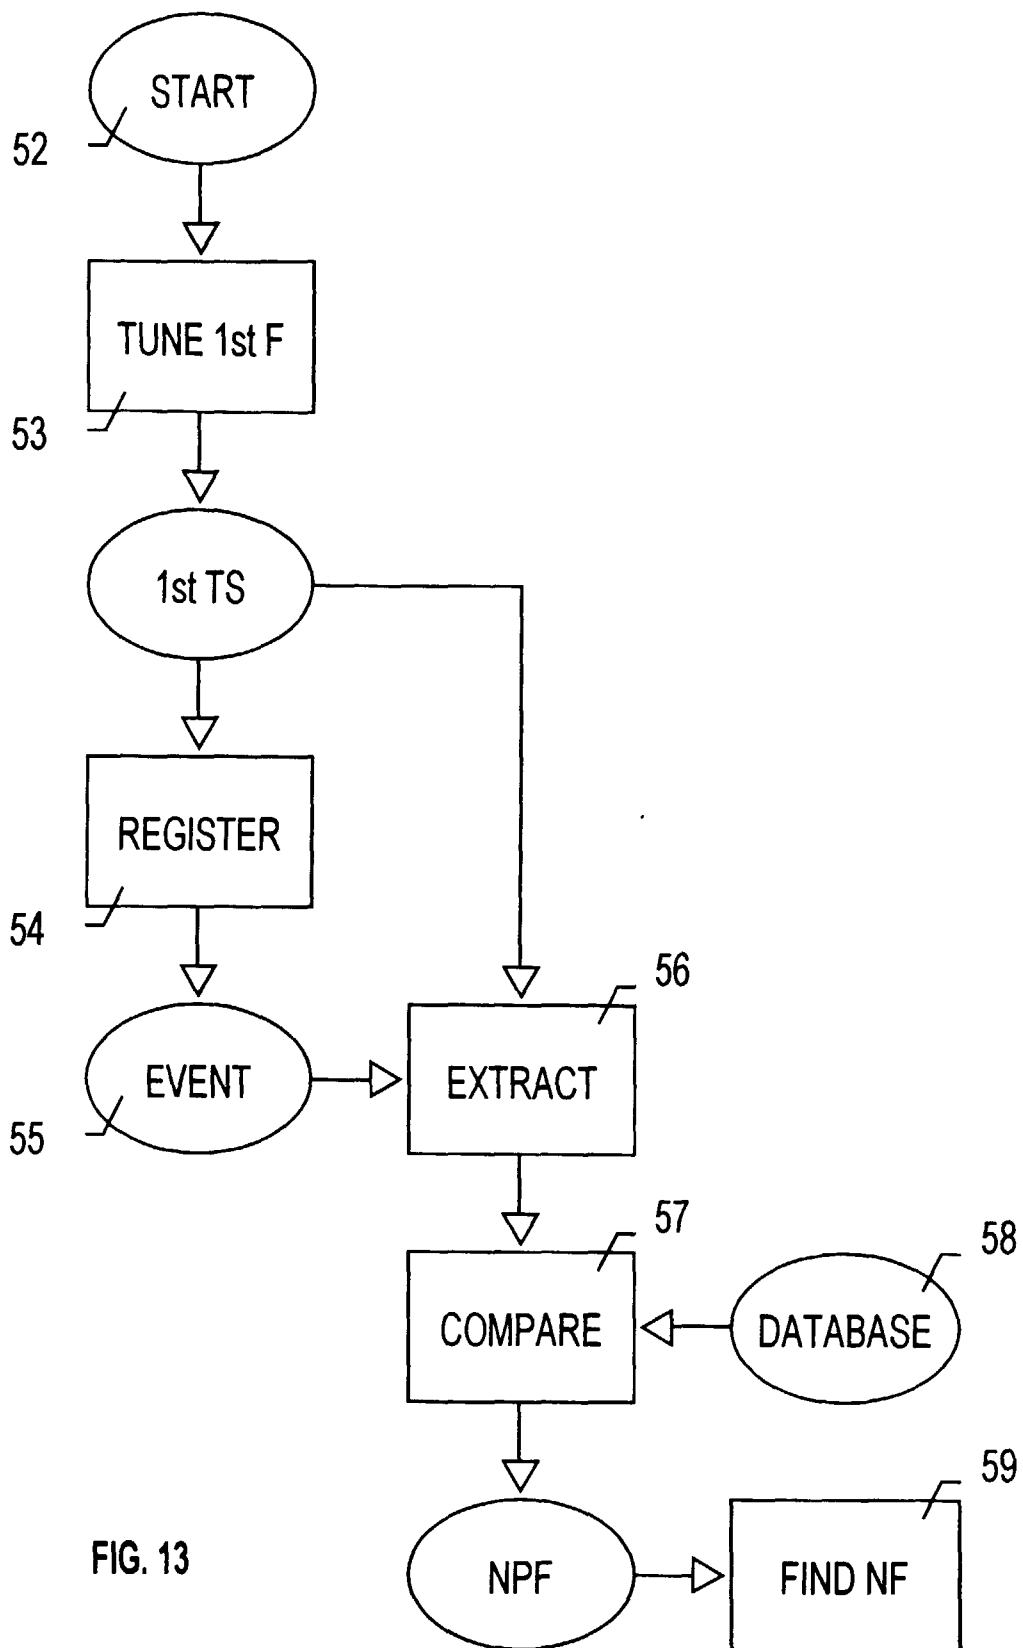 START
52
TUNE 1st F
53
1st TS
REGISTER
54
56
EVENT
EXTRACT
55
57
58
COMPARE
DATABASE
59
FIG. 13
NPF
FIND NF